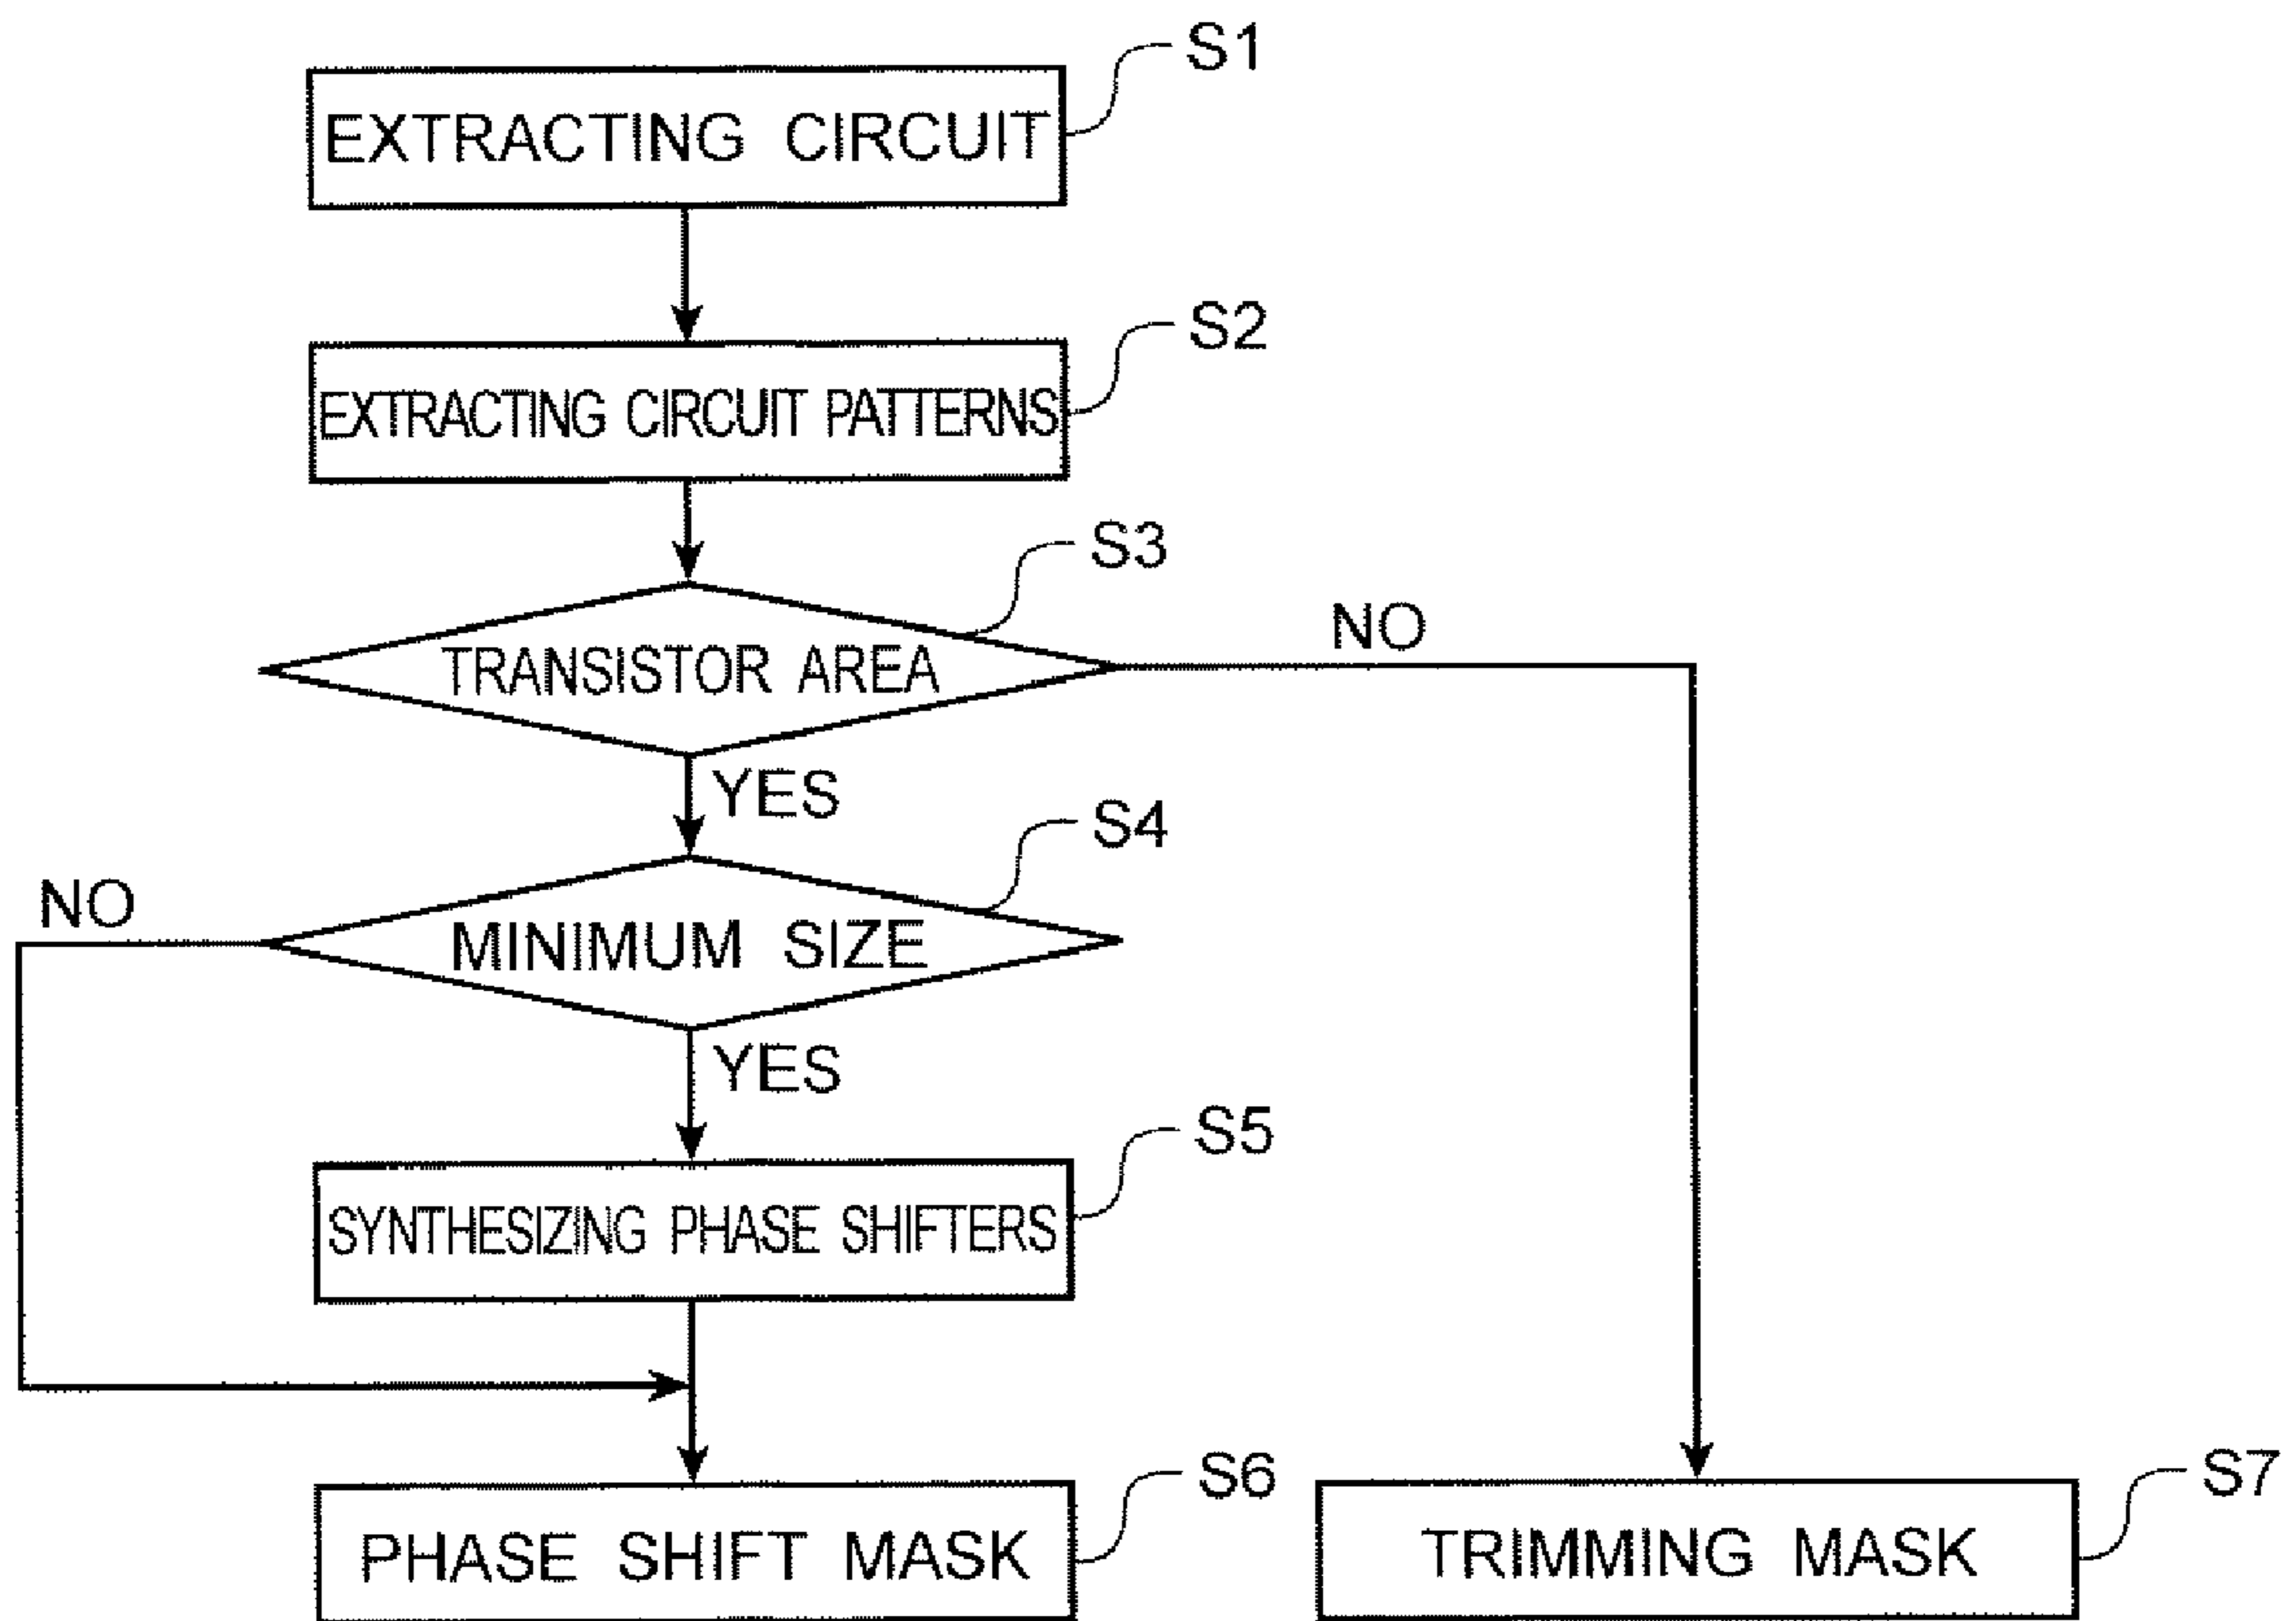 S1
EXTRACTING CIRCUIT
S2
EXTRACTING CIRCUIT PATTERNS
S3
NO
TRANSISTOR AREA
YES
S4
NO
MINIMUM SIZE
YES
S5
SYNTHESIZING PHASE SHIFTERS
S6
S7
PHASE SHIFT MASK
TRIMMING MASK